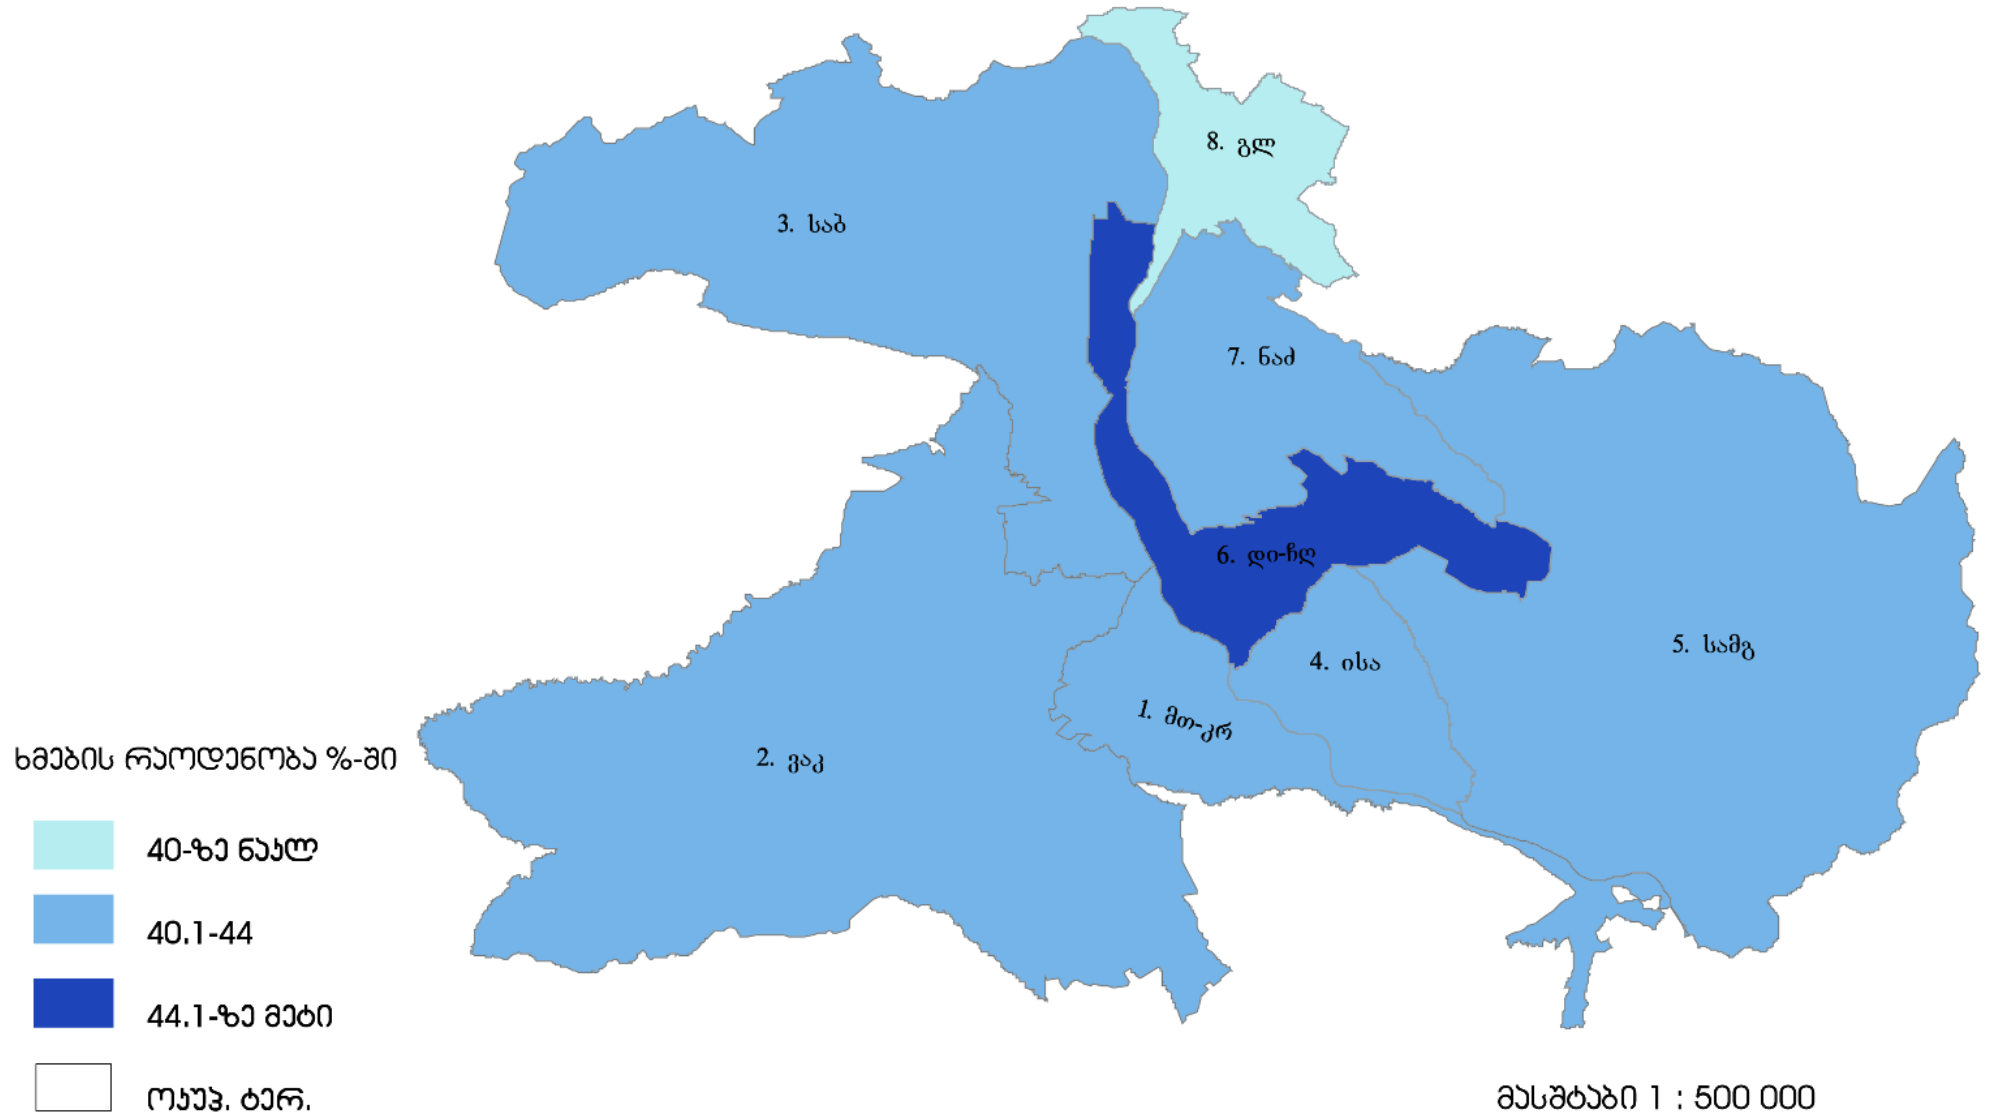 8. გლ
3. საბ
7. ნაძ
6. დი-ჩღ
5. სამგ
4. ისა
1. მთ-კრ
2. ვაკ
ხმების რაოდენობა %-ში
40-ზე ნაკლ
40.1-44
44.1-ზე მეტი
ოკუპ. ტერ.
მასშტაბი 1 : 500 000